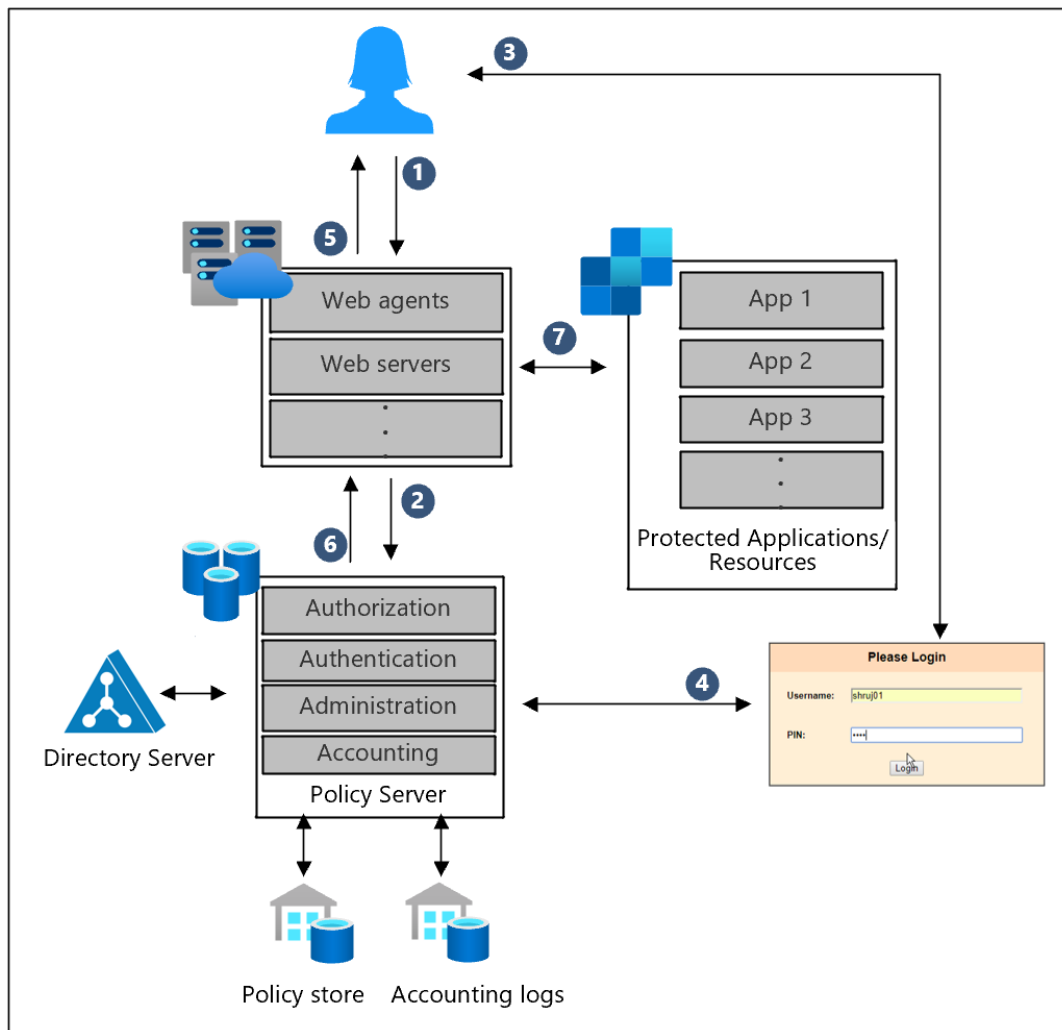 3
1
5
Web agents
Web servers
7
App 1
App 2
App 3
Protected Applications/
Resources
2
6
Authorization
Authentication
Administration
Accounting
Policy Server
Directory Server
4
Please Login
Username: shruj01
PIN: ••••
Login
Policy store
Accounting logs